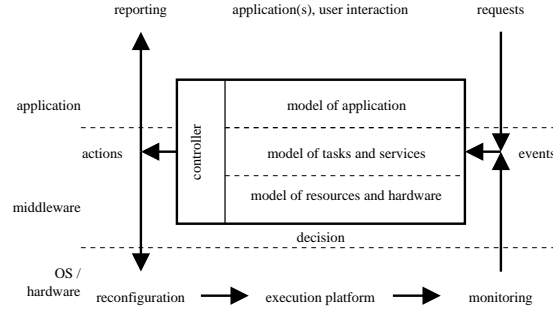 reporting application(s), user interaction requests
application model of application
controller
actions model of tasks and services events
model of resources and hardware
middleware
decision
OS /
hardware
reconfiguration execution platform monitoring